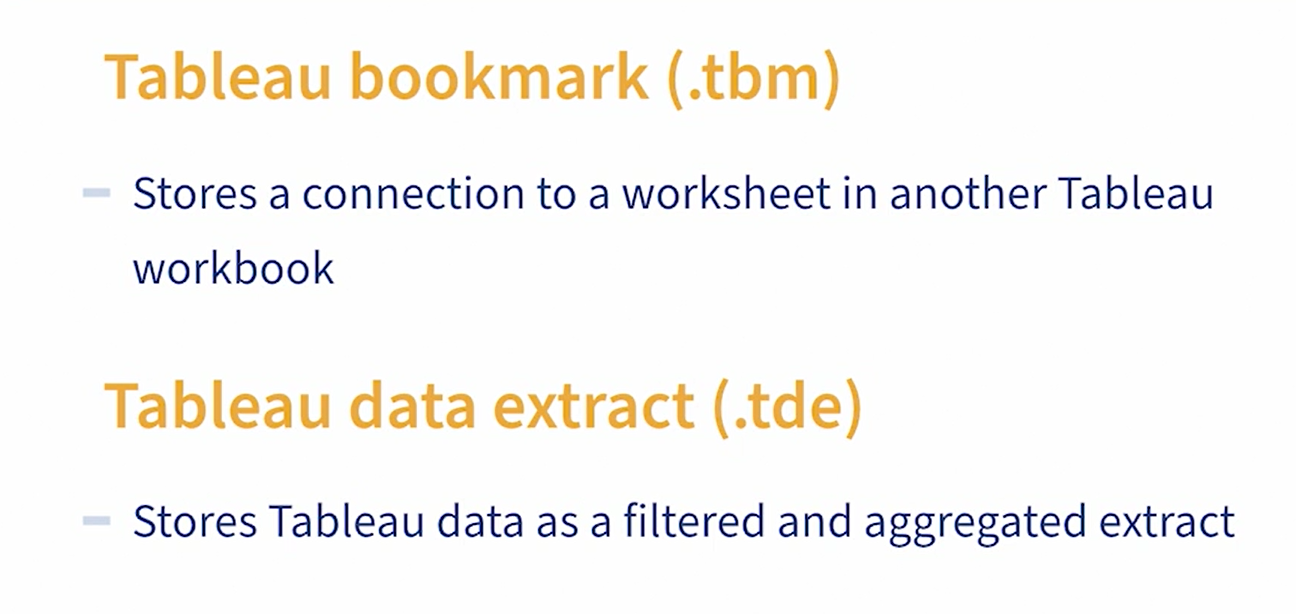 Tableau bookmark (.tbm)
Stores a connection to a worksheet in another Tableau
workbook
Tableau data extract (.tde)
Stores Tableau data as a filtered and aggregated extract